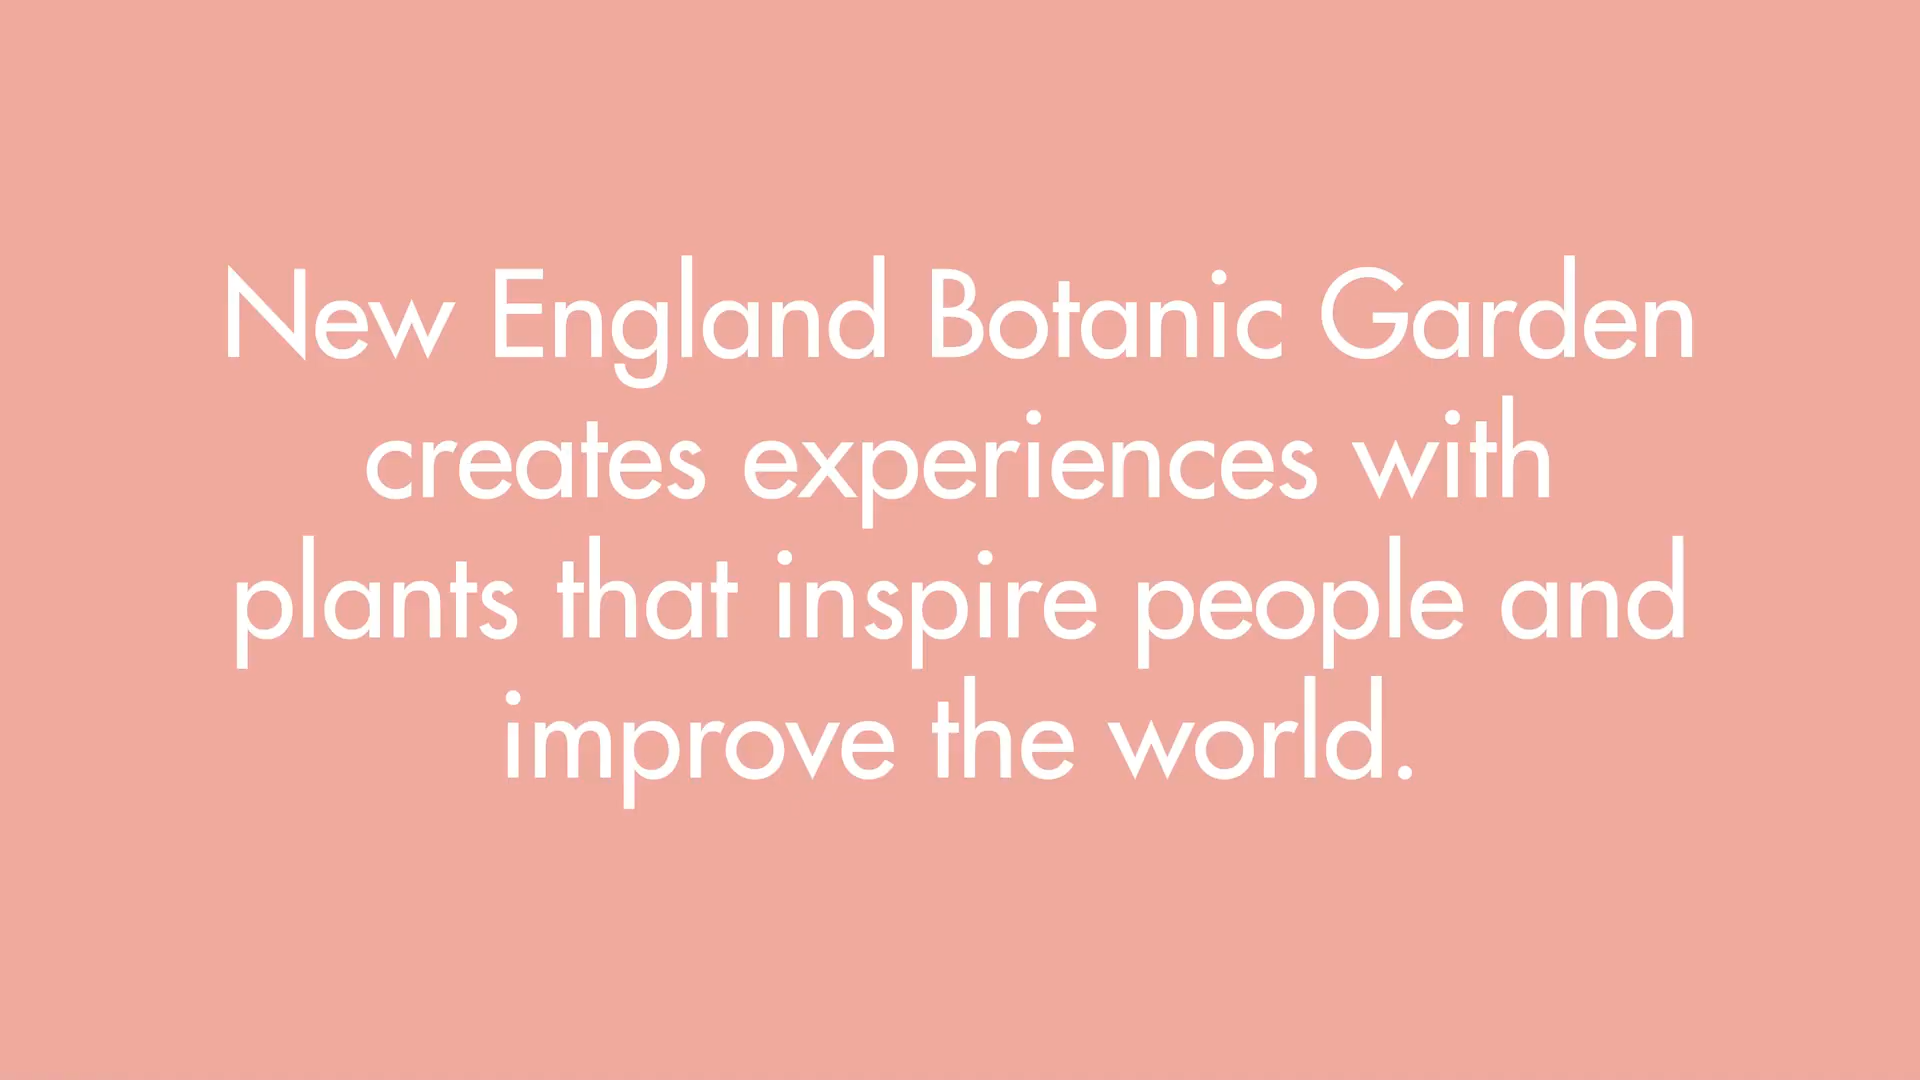 New England Botanic Garden
creates experiences with
plants that inspire people and
improve the world.